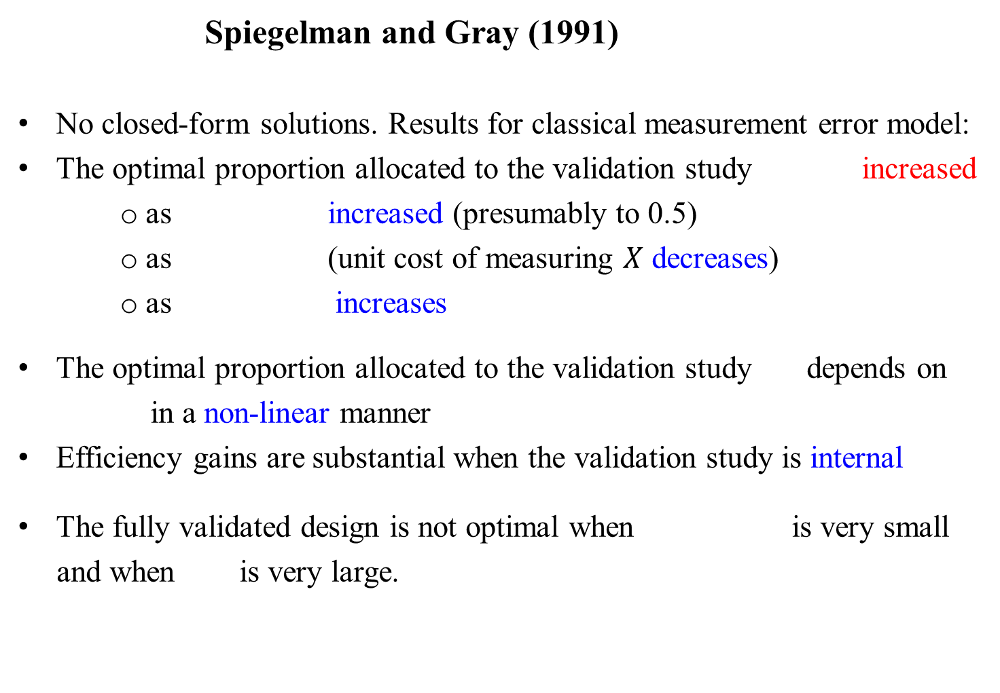 Spiegelman and Gray (1991)
• No closed-form solutions. Results for classical measurement error model:
• The optimal proportion allocated to the validation study increased
○ as increased (presumably to 0.5)
○ as (unit cost of measuring X decreases)
○ as increases
• The optimal proportion allocated to the validation study depends on
in a non-linear manner
• Efficiency gains are substantial when the validation study is internal
• The fully validated design is not optimal when is very small
and when is very large.